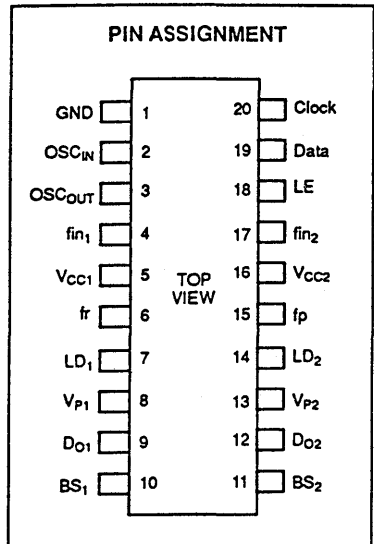 PIN ASSIGNMENT
GND 1 20 Clock
OSCIN 2 19 Data
OSCOUT 3 18 LE
fin1 4 17 fin2
VCC1 5 16 VCC2
TOP
VIEW
fr 6 15 fp
LD1 7 14 LD2
VP1 8 13 VP2
DO1 9 12 DO2
BS1 10 11 BS2